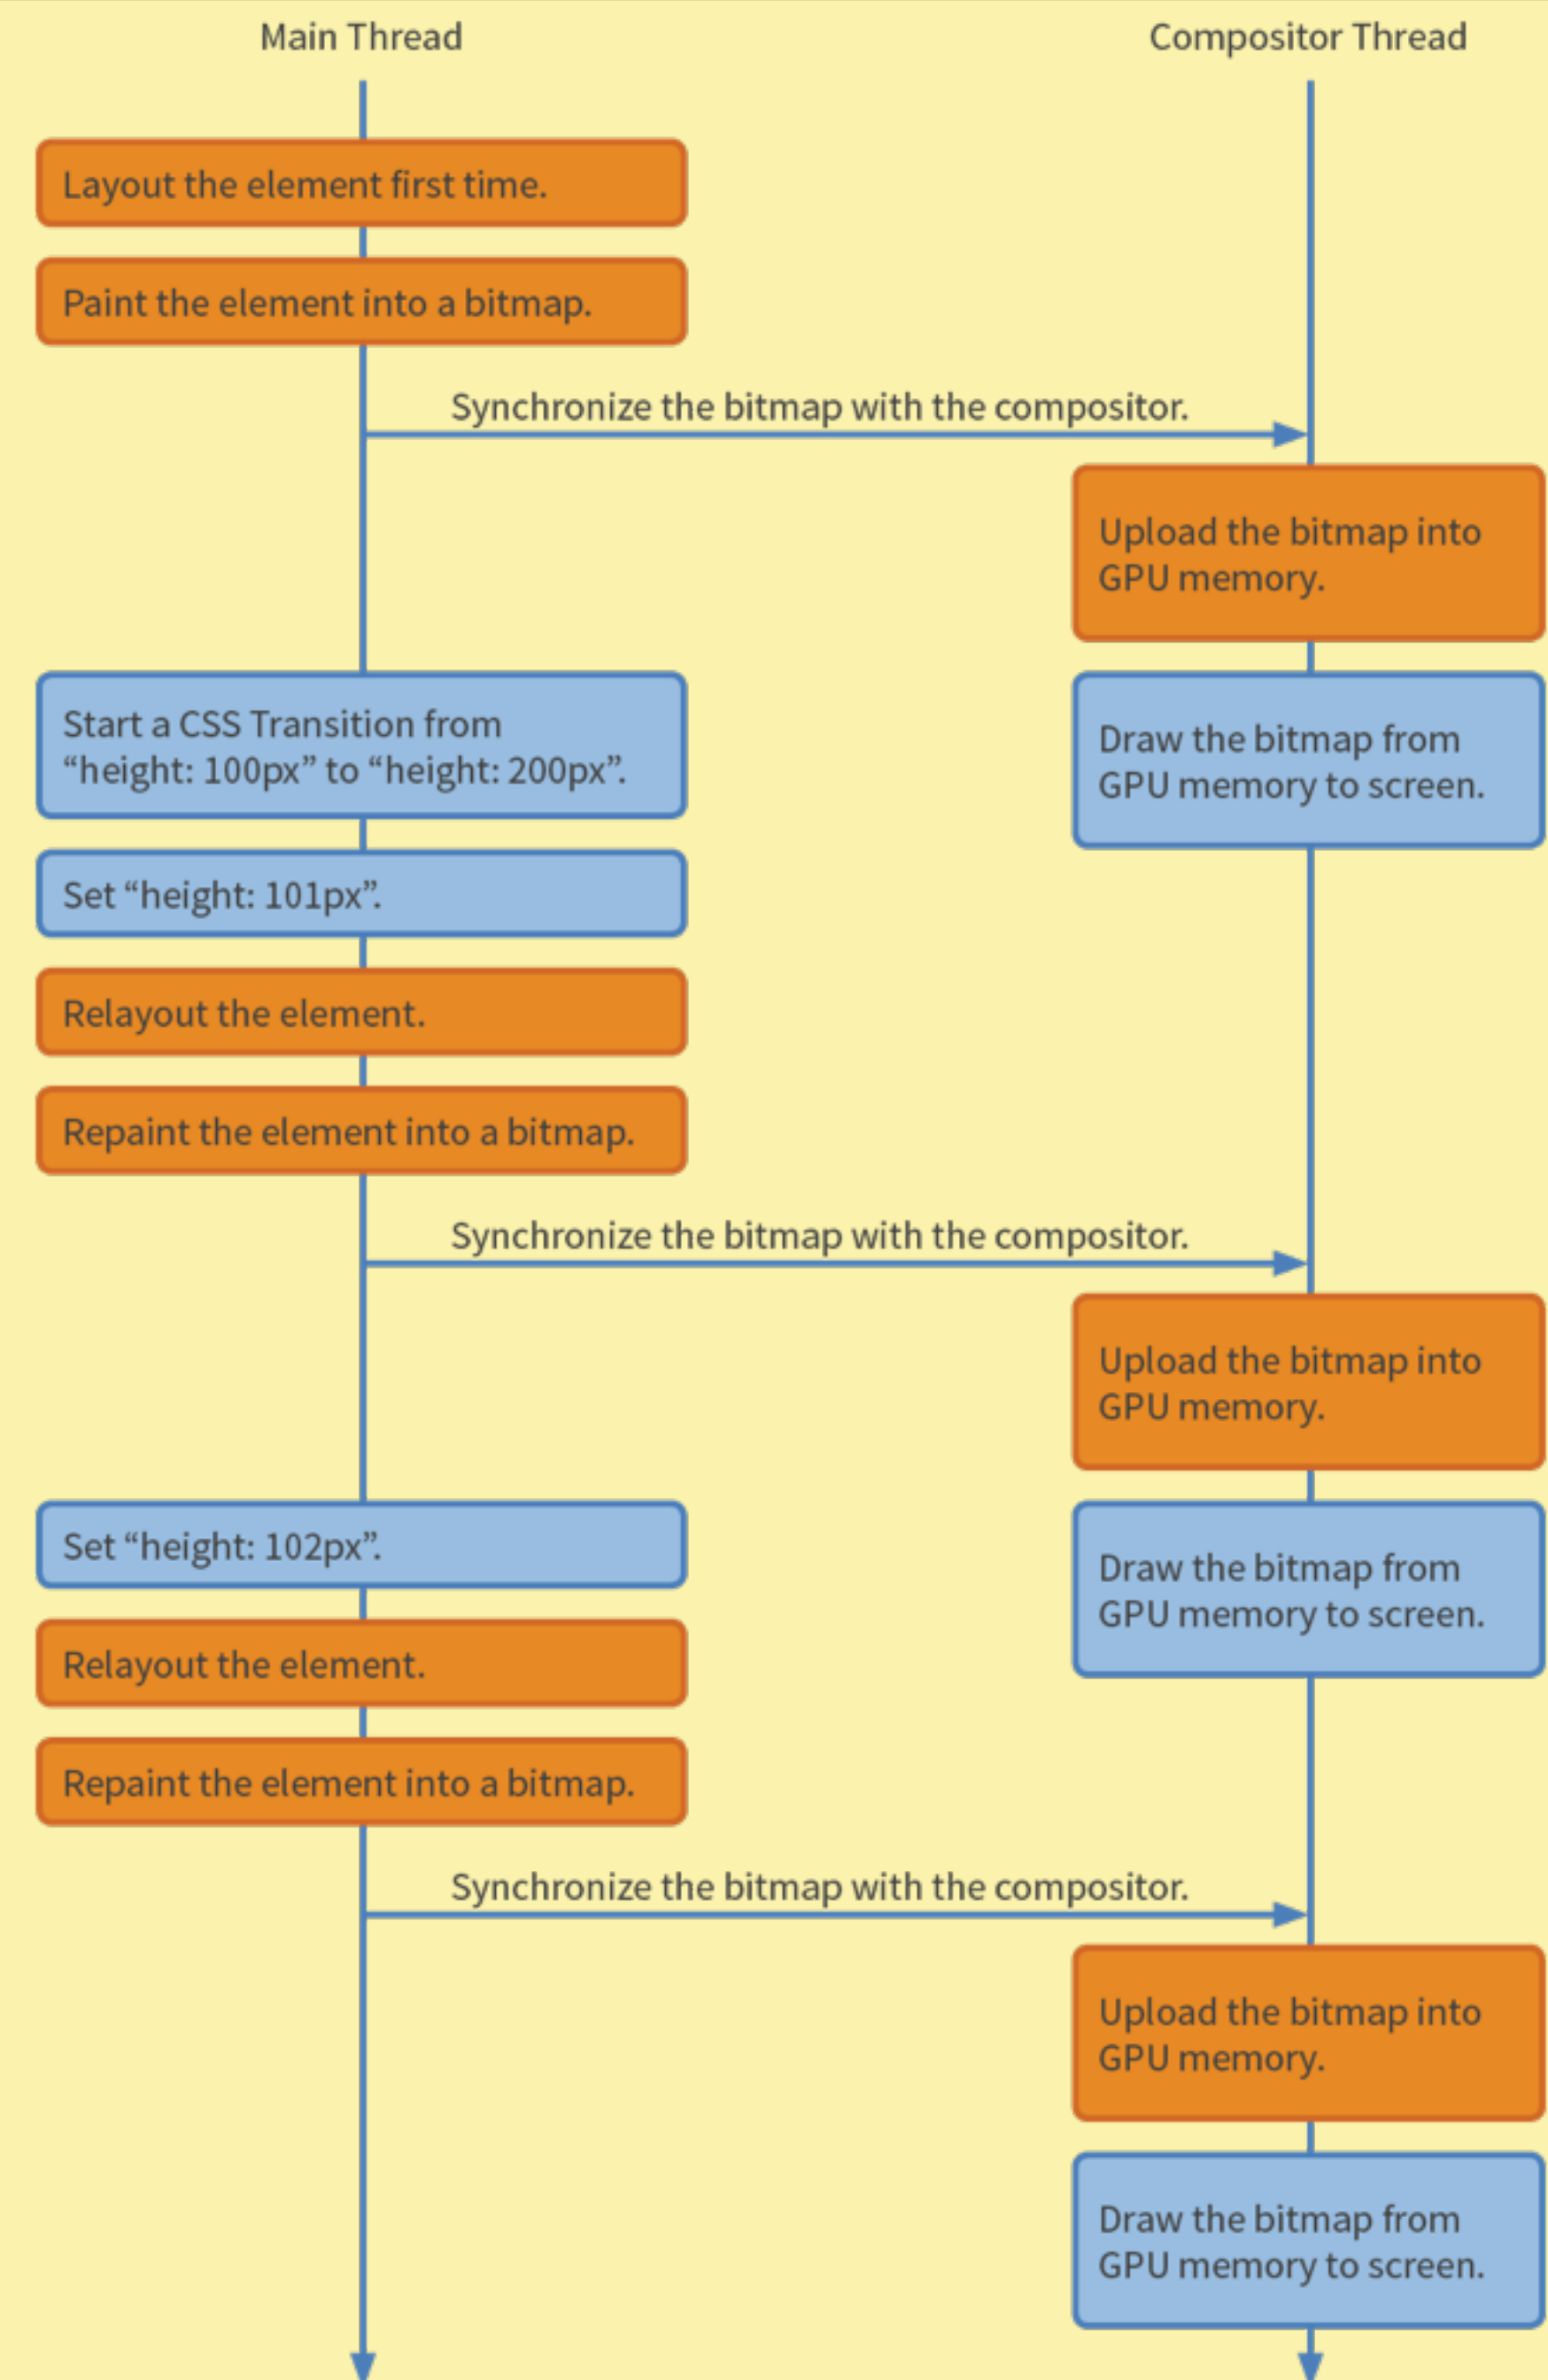 Main Thread
Compositor Thread
Layout the element first time.
Paint the element into a bitmap.
Synchronize the bitmap with the compositor.
Upload the bitmap into
GPU memory.
Start a CSS Transition from
“height: 100px” to “height: 200px”.
Draw the bitmap from
GPU memory to screen.
Set “height: 101px”.
Relayout the element.
Repaint the element into a bitmap.
Synchronize the bitmap with the compositor.
Upload the bitmap into
GPU memory.
Set “height: 102px”.
Draw the bitmap from
GPU memory to screen.
Relayout the element.
Repaint the element into a bitmap.
Synchronize the bitmap with the compositor.
Upload the bitmap into
GPU memory.
Draw the bitmap from
GPU memory to screen.